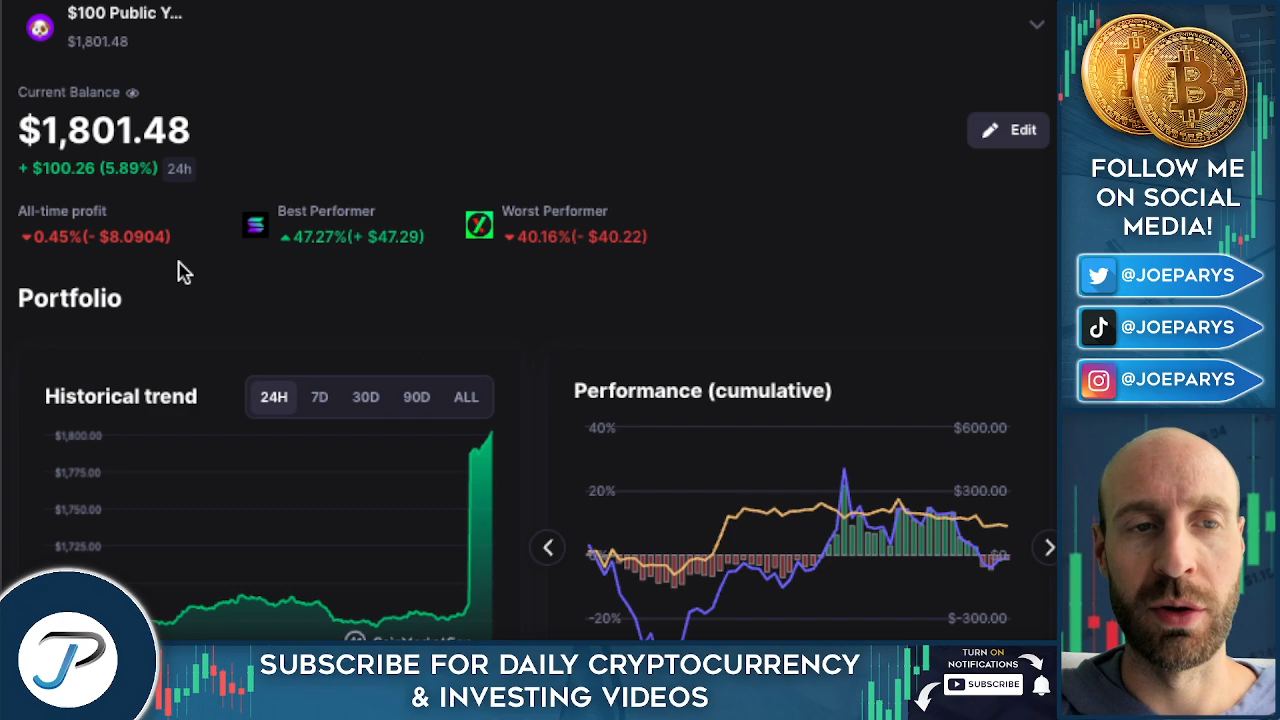 $100 Public Y...
$1,801.48
Current Balance
$1,801.48
Edit
+ $100.26 (5.89%) 24h
All-time profit
0.45%(- $8.0904)
Best Performer
47.27%(+ $47.29)
Worst Performer
40.16%(- $40.22)
Portfolio
Historical trend
24H 7D 30D 90D ALL
$1,800.00
$1,775.00
$1,750.00
$1,725.00
Performance (cumulative)
40% $600.00
20% $300.00
$0
-20% $-300.00
FOLLOW ME
ON SOCIAL
MEDIA!
@JOEPARYS
@JOEPARYS
@JOEPARYS
SUBSCRIBE FOR DAILY CRYPTOCURRENCY
& INVESTING VIDEOS
TURN ON
NOTIFICATIONS
SUBSCRIBE